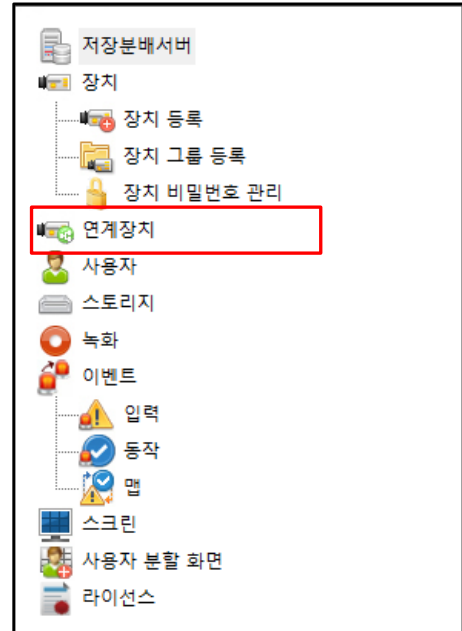 저장분배서버
장치
장치 등록
장치 그룹 등록
장치 비밀번호 관리
연계장치
사용자
스토리지
녹화
이벤트
입력
동작
맵
스크린
사용자 분할 화면
라이선스